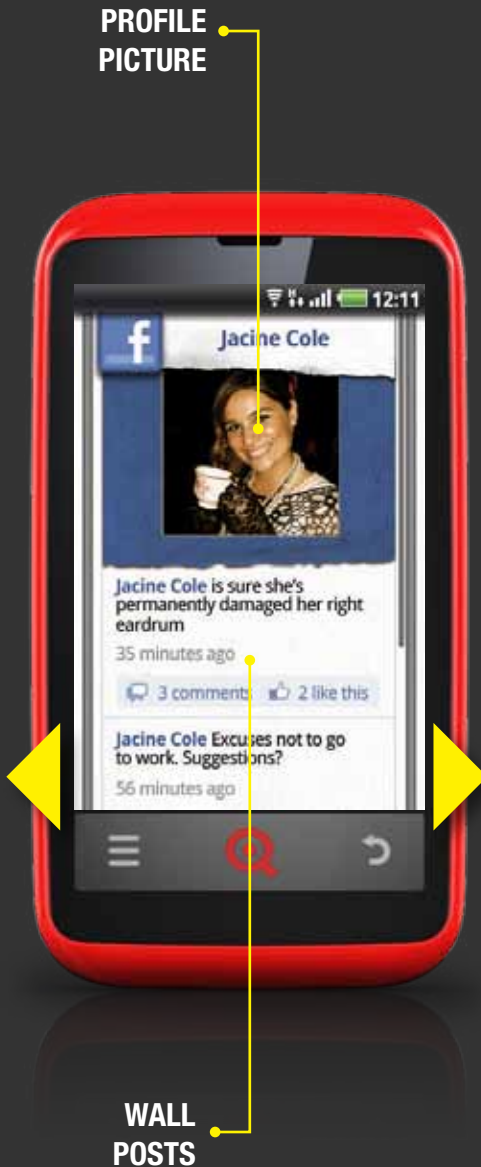 PROFILE
PICTURE
12:11
f
Jacine Cole
Jacine Cole is sure she's
permanently damaged her right
eardrum
35 minutes ago
3 comments 2 like this
Jacine Cole Excuses not to go
to work. Suggestions?
56 minutes ago
WALL
POSTS